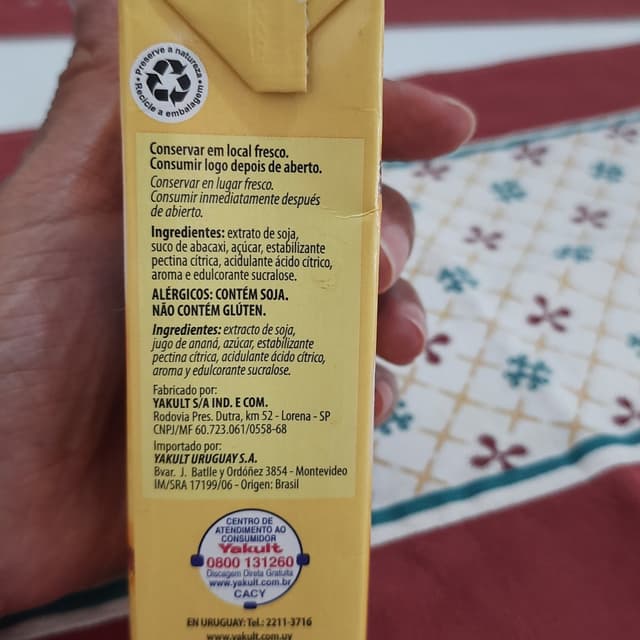 • Preserve a natureza •
Recicle a embalagem
Conservar em local fresco.
Consumir logo depois de aberto.
Conservar en lugar fresco.
Consumir inmediatamente después
de abierto.
Ingredientes: extrato de soja,
suco de abacaxi, açúcar, estabilizante
pectina cítrica, acidulante ácido cítrico,
aroma e edulcorante sucralose.
ALÉRGICOS: CONTÉM SOJA.
NÃO CONTÉM GLÚTEN.
Ingredientes: extracto de soja,
jugo de ananá, azúcar, estabilizante
pectina cítrica, acidulante ácido cítrico,
aroma y edulcorante sucralose.
Fabricado por:
YAKULT S/A IND. E COM.
Rodovia Pres. Dutra, km 52 - Lorena - SP
CNPJ/MF 60.723.061/0558-68
Importado por:
YAKULT URUGUAY S.A.
Bvar. J. Batlle y Ordóñez 3854 - Montevideo
IM/SRA 17199/06 - Origen: Brasil
CENTRO DE
ATENDIMENTO AO
CONSUMIDOR
Yakult
0800 131260
Discagem Direta Gratuita
www.yakult.com.br
CACY
EN URUGUAY: Tel.: 2211-3716
www.yakult.com.uy